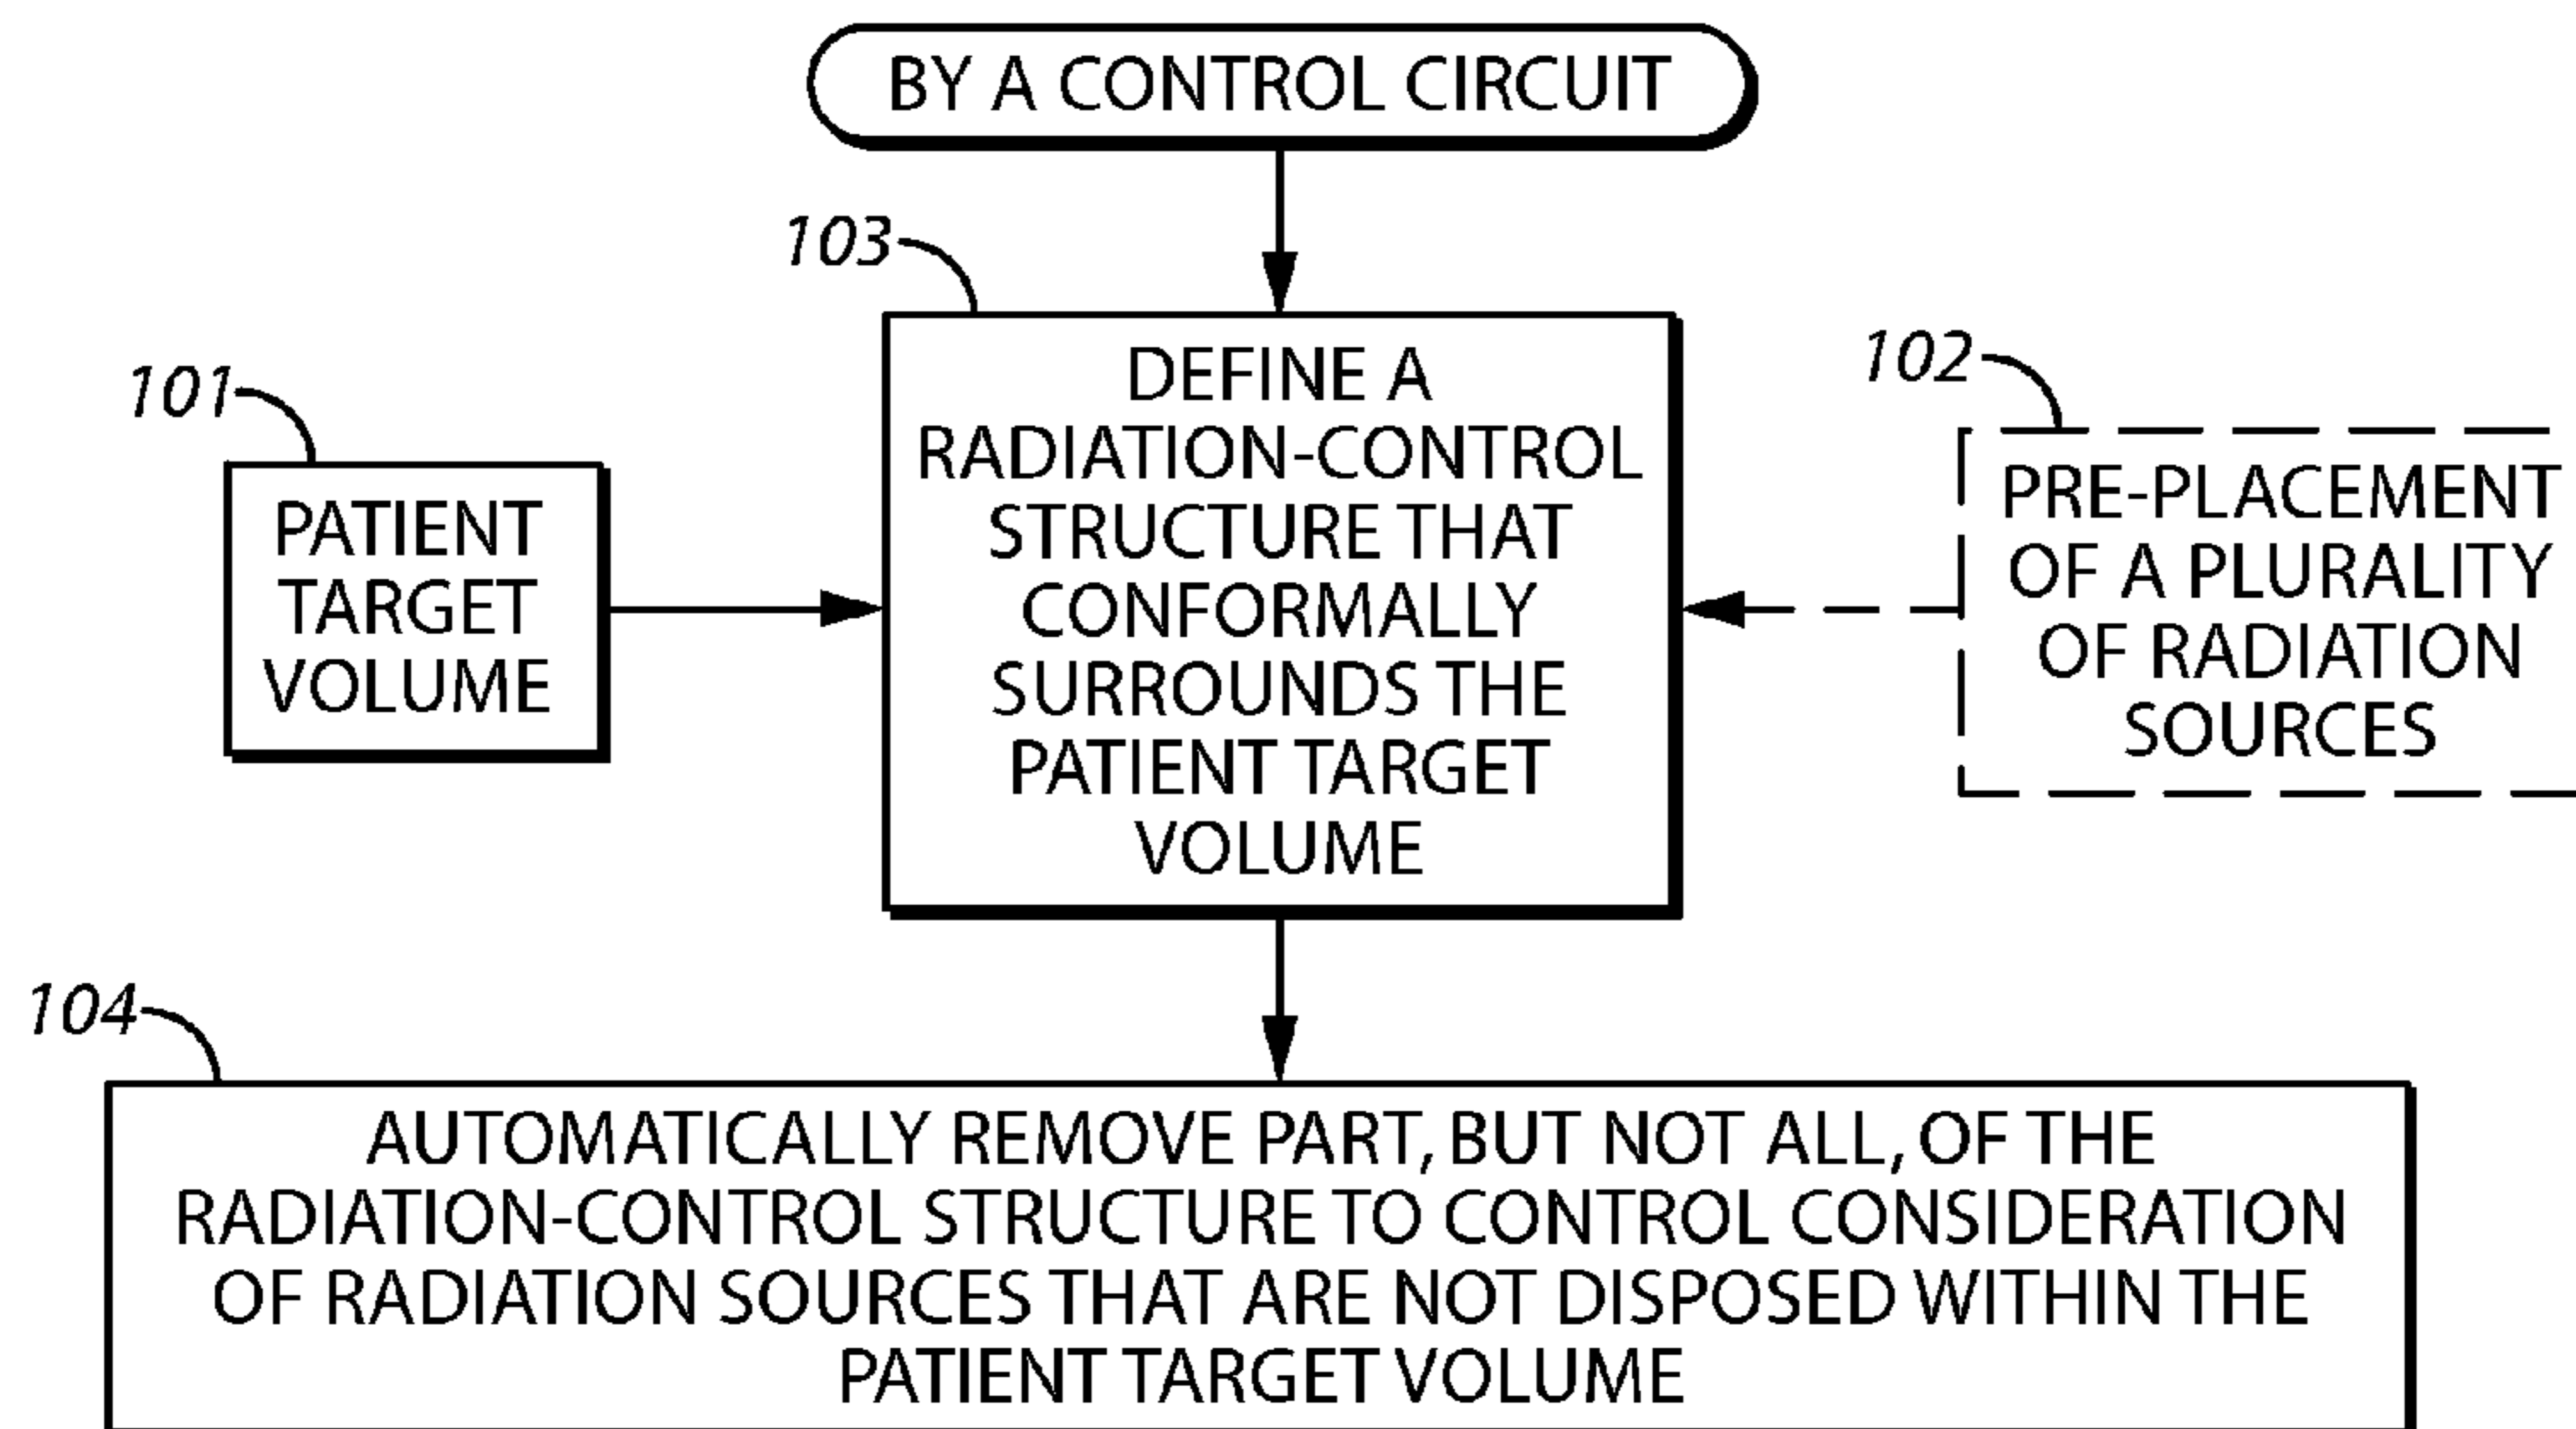 BY A CONTROL CIRCUIT
103
DEFINE A
RADIATION-CONTROL
STRUCTURE THAT
CONFORMALLY
SURROUNDS THE
PATIENT TARGET
VOLUME
101
PATIENT
TARGET
VOLUME
102
PRE-PLACEMENT
OF A PLURALITY
OF RADIATION
SOURCES
104
AUTOMATICALLY REMOVE PART, BUT NOT ALL, OF THE
RADIATION-CONTROL STRUCTURE TO CONTROL CONSIDERATION
OF RADIATION SOURCES THAT ARE NOT DISPOSED WITHIN THE
PATIENT TARGET VOLUME